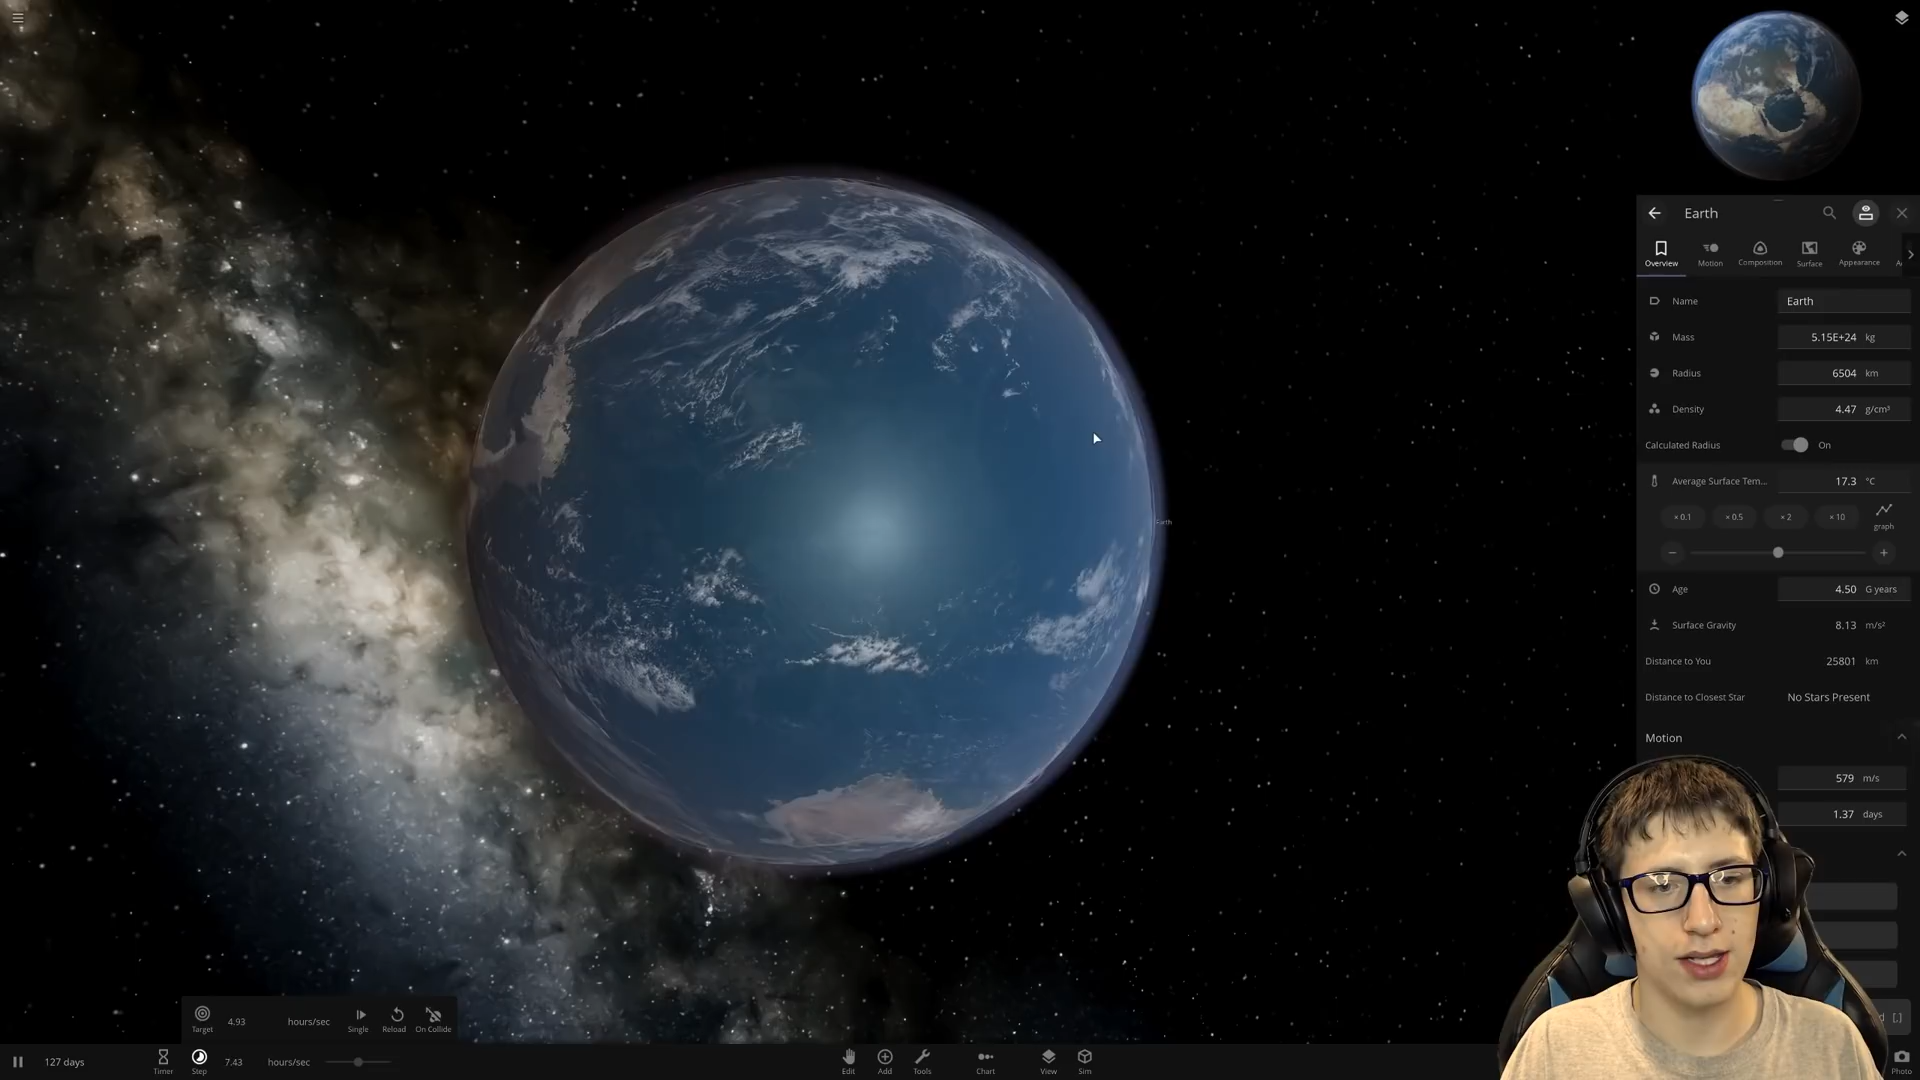 Earth
Overview
Motion
Composition
Surface
Appearance
Name Earth
Mass 5.15E+24 kg
Radius 6504 km
Density 4.47 g/cm³
Calculated Radius On
Average Surface Tem... 17.3 °C
× 0.1 × 0.5 × 2 × 10 graph
Age 4.50 G years
Surface Gravity 8.13 m/s²
Distance to You 25801 km
Distance to Closest Star No Stars Present
Motion
579 m/s
1.37 days
Earth
Target 4.93 hours/sec Single Reload On Collide
127 days Timer Step 7.43 hours/sec
Edit Add Tools Chart View Sim
Photo